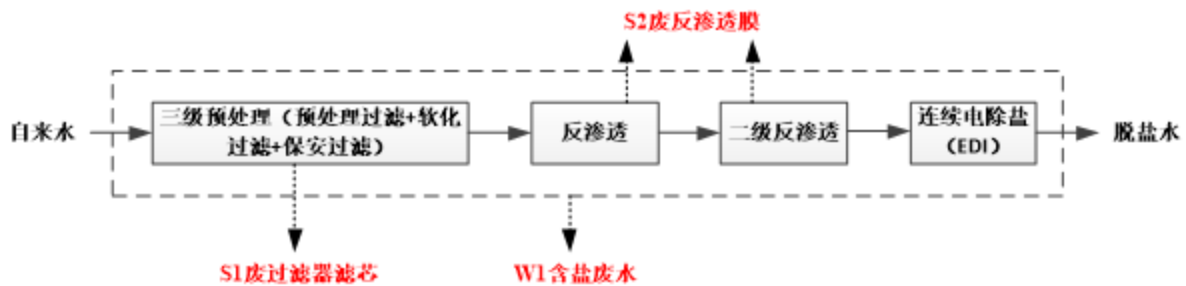 S2废反渗透膜
自来水
三级预处理（预处理过滤+软化
过滤+保安过滤）
反渗透
二级反渗透
连续电除盐
（EDI）
脱盐水
S1废过滤器滤芯
W1含盐废水